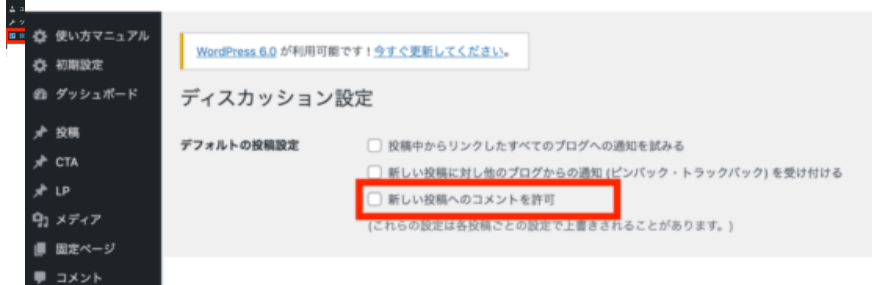 使い方マニュアル
初期設定
ダッシュボード
投稿
CTA
LP
メディア
固定ページ
コメント
WordPress 6.0 が利用可能です ! 今すぐ更新してください。
ディスカッション設定
デフォルトの投稿設定
投稿中からリンクしたすべてのブログへの通知を試みる
新しい投稿に対し他のブログからの通知 (ピンバック・トラックバック) を受け付ける
新しい投稿へのコメントを許可
(これらの設定は各投稿ごとの設定で上書きされることがあります。)